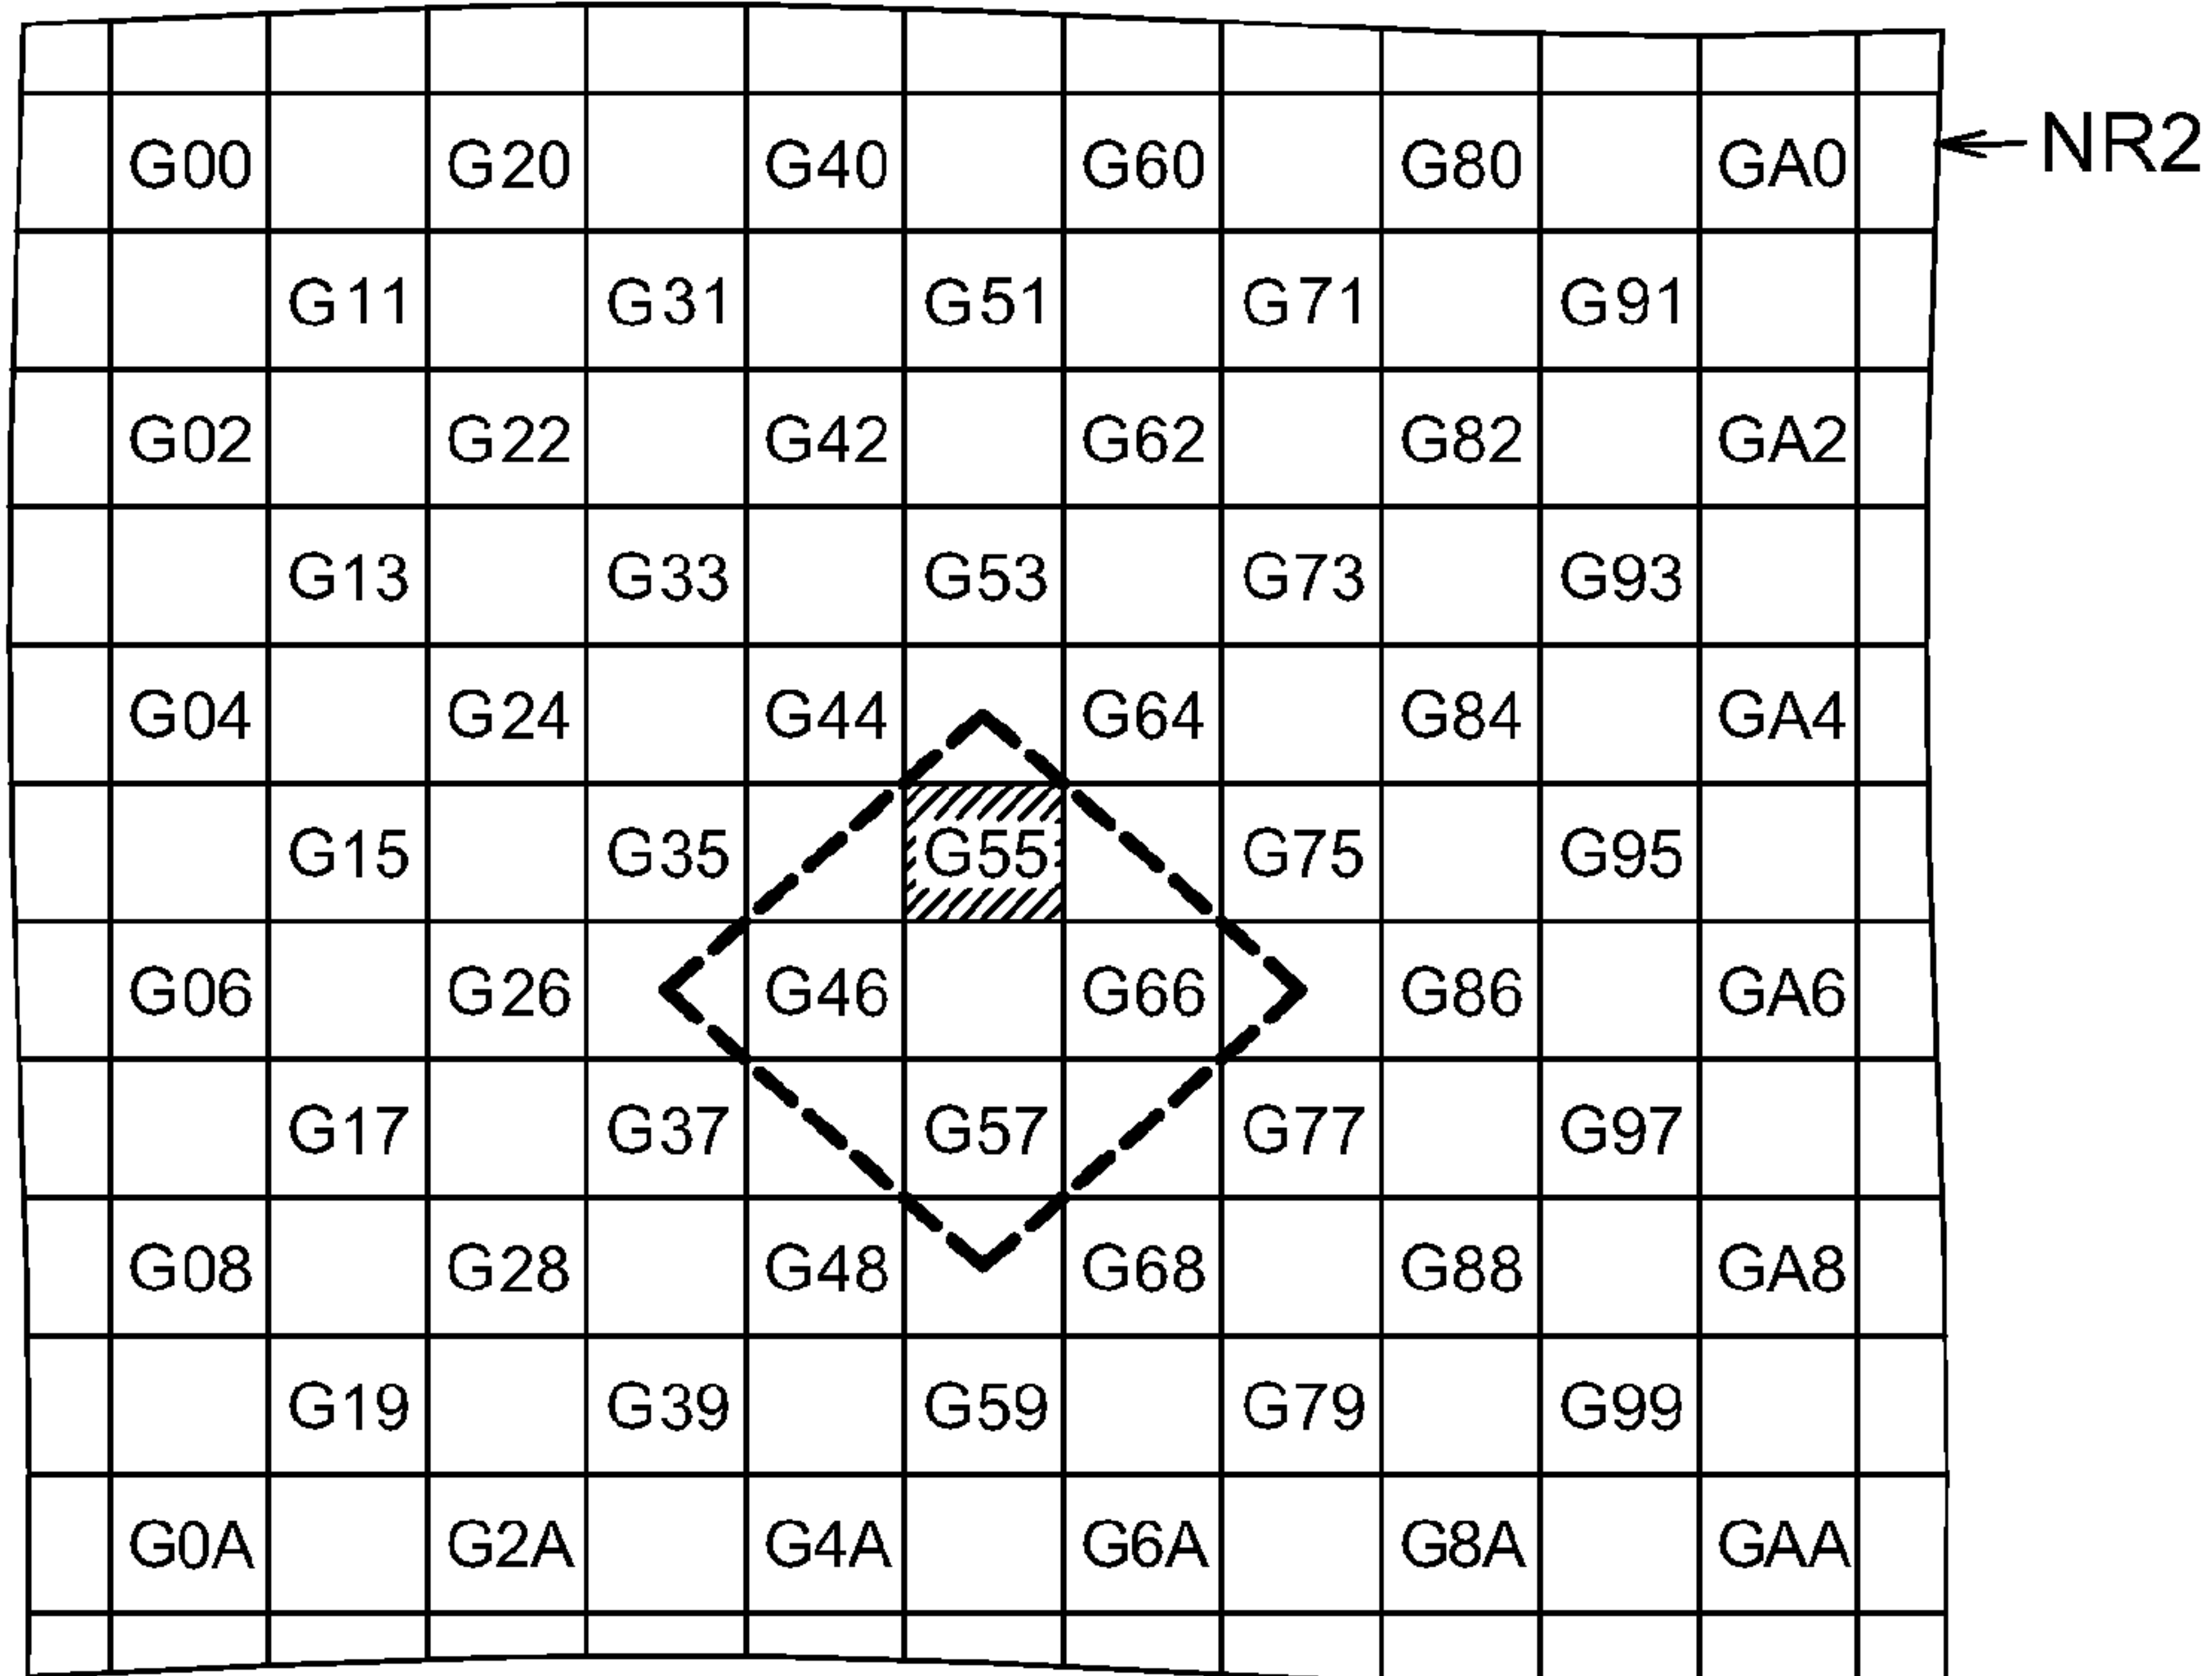 G00 G20 G40 G60 G80 GA0 NR2
G11 G31 G51 G71 G91
G02 G22 G42 G62 G82 GA2
G13 G33 G53 G73 G93
G04 G24 G44 G64 G84 GA4
G15 G35 G55 G75 G95
G06 G26 G46 G66 G86 GA6
G17 G37 G57 G77 G97
G08 G28 G48 G68 G88 GA8
G19 G39 G59 G79 G99
G0A G2A G4A G6A G8A GAA